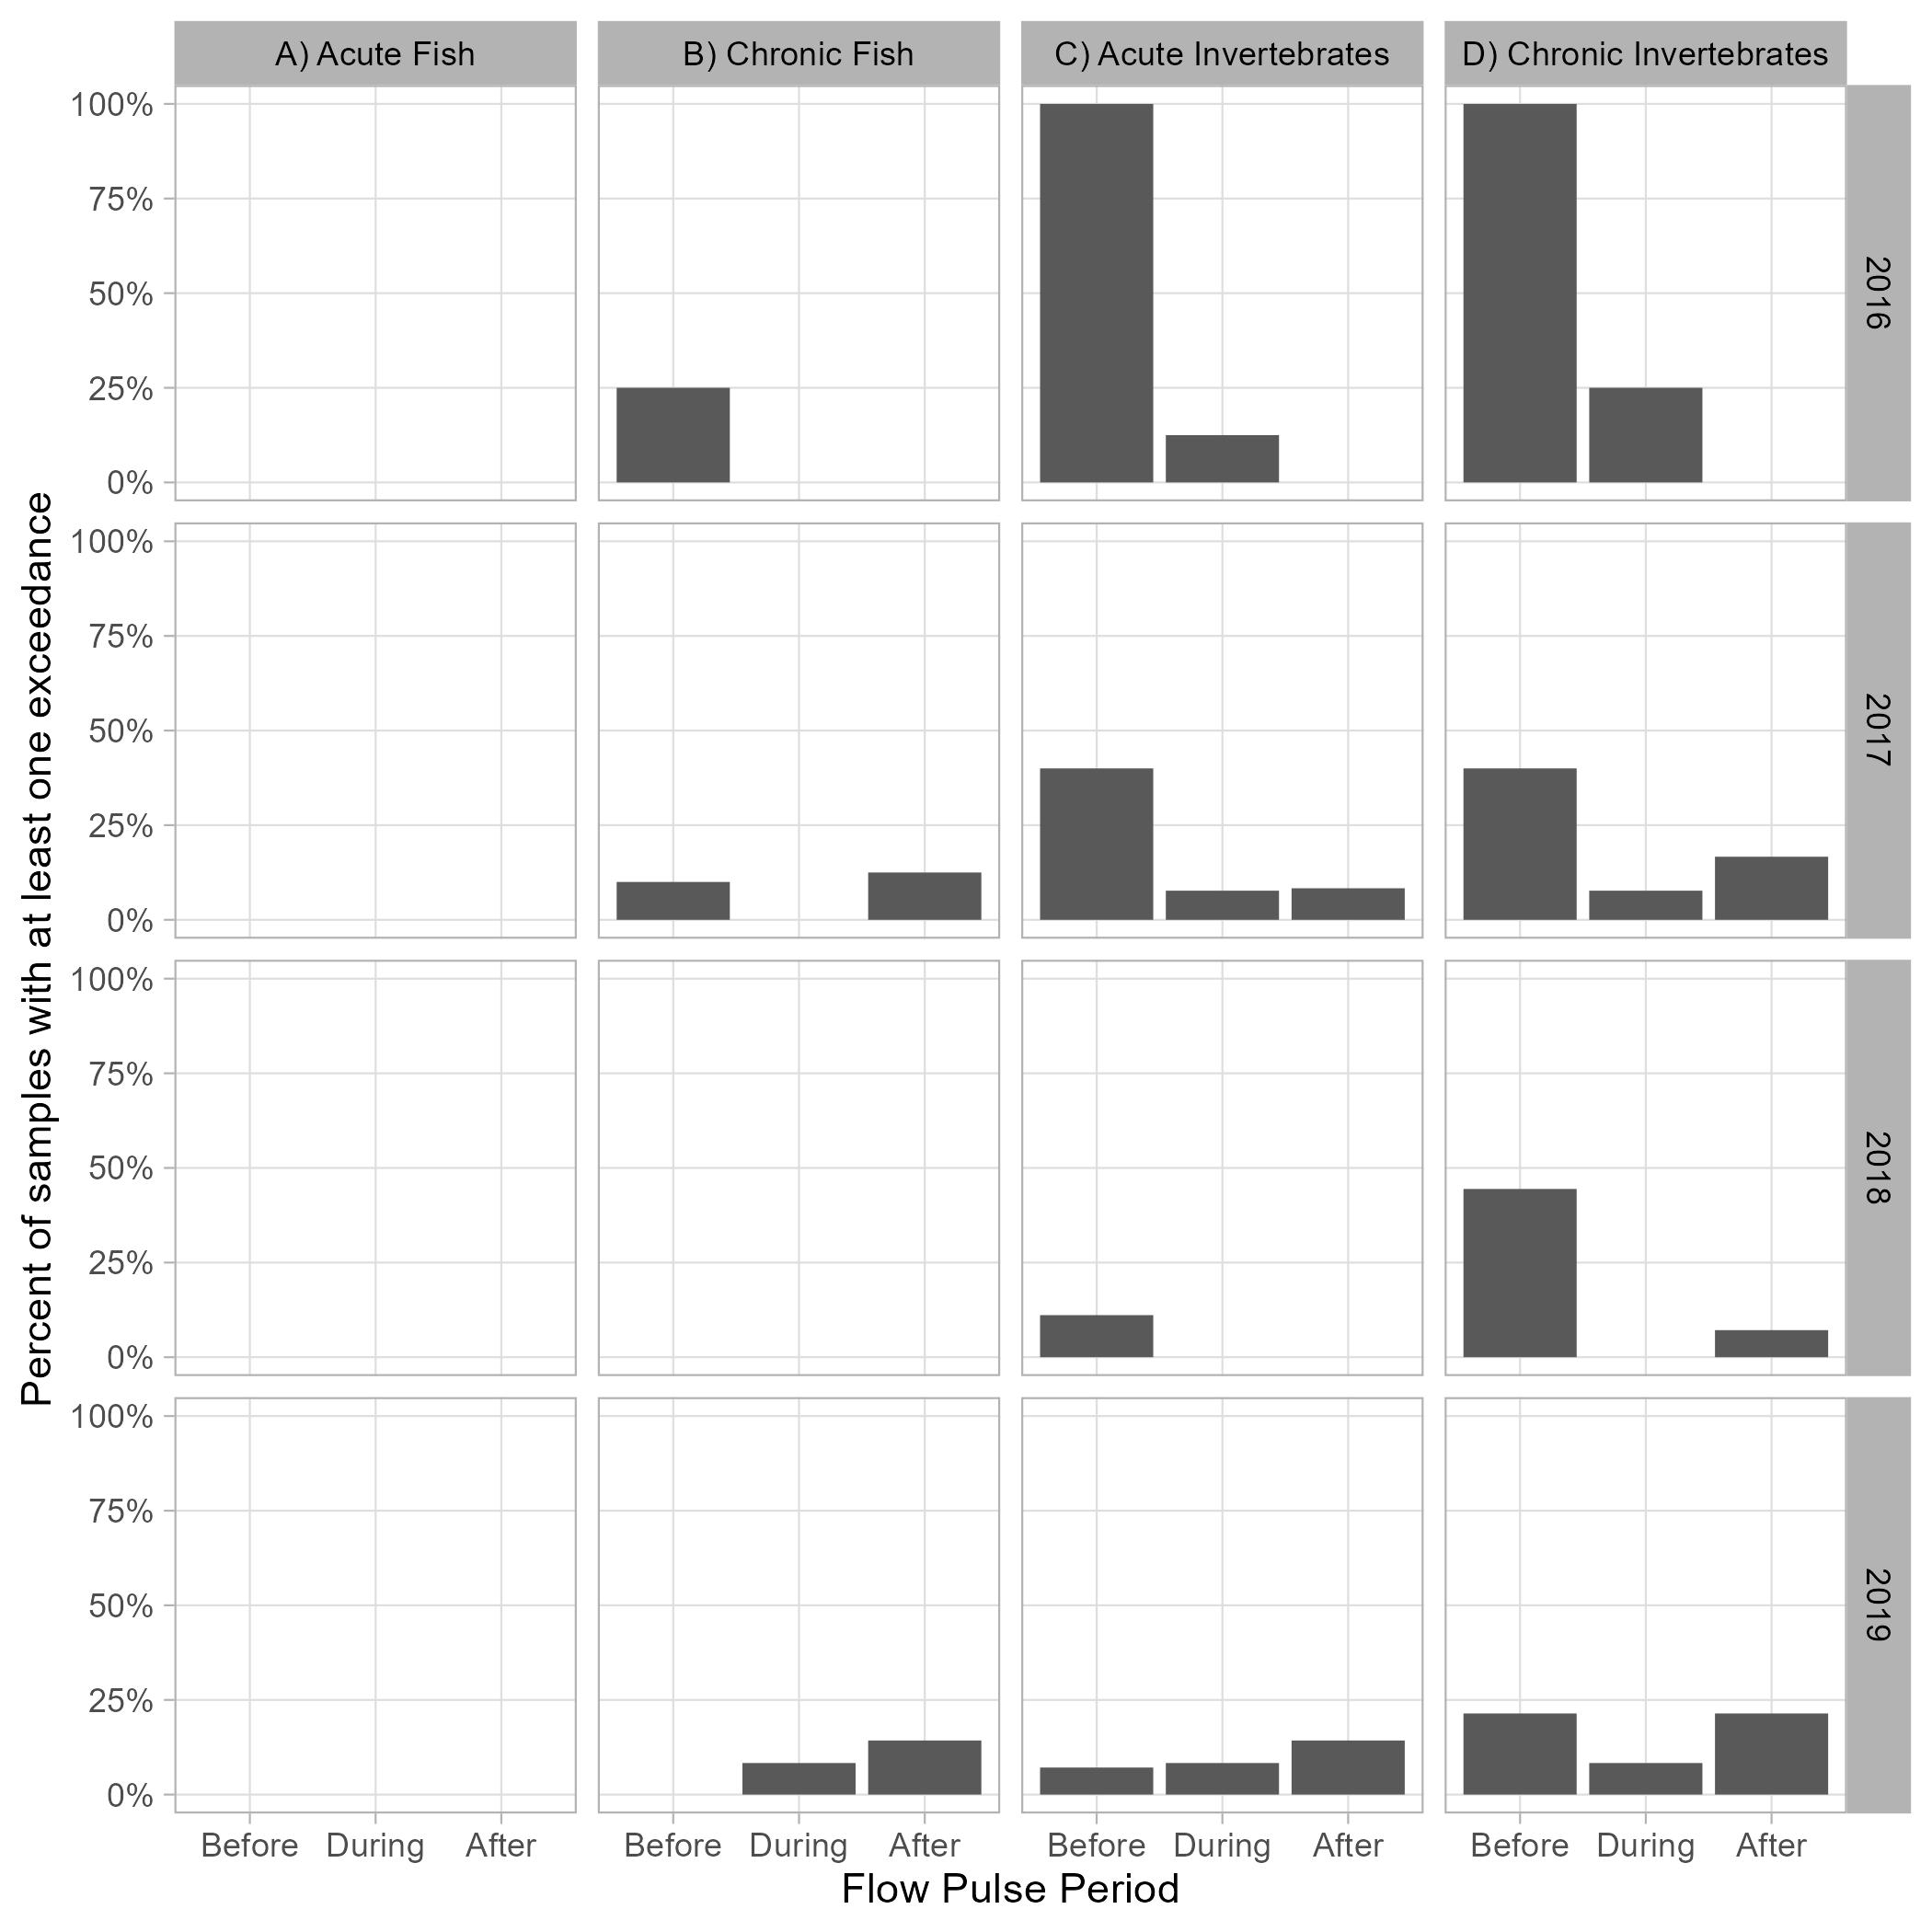 A) Acute Fish
B) Chronic Fish
C) Acute Invertebrates
D) Chronic Invertebrates
Percent of samples with at least one exceedance
100%
75%
50%
25%
0%
2016
100%
75%
50%
25%
0%
2017
100%
75%
50%
25%
0%
2018
100%
75%
50%
25%
0%
2019
Before During After
Before During After
Before During After
Before During After
Flow Pulse Period